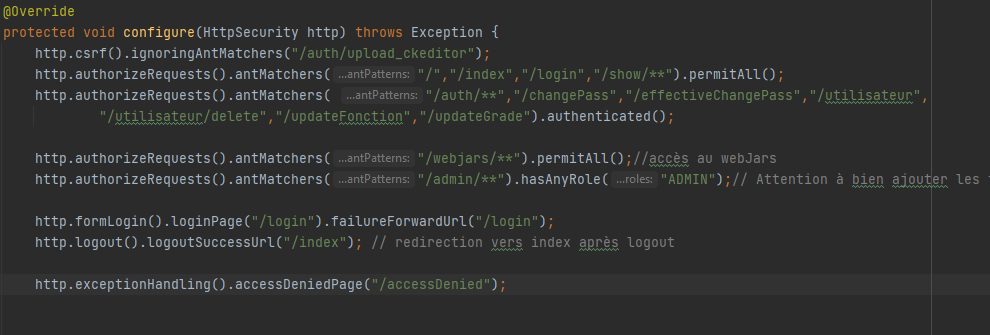 @Override
protected void configure(HttpSecurity http) throws Exception {
http.csrf().ignoringAntMatchers("/auth/upload_ckeditor");
http.authorizeRequests().antMatchers( ...antPatterns: "/","/index","/login","/show/**").permitAll();
http.authorizeRequests().antMatchers( ...antPatterns: "/auth/**","/changePass","/effectiveChangePass","/utilisateur",
"/utilisateur/delete","/updateFonction","/updateGrade").authenticated();
http.authorizeRequests().antMatchers( ...antPatterns: "/webjars/**").permitAll();//accès au webJars
http.authorizeRequests().antMatchers( ...antPatterns: "/admin/**").hasAnyRole( ...roles: "ADMIN");// Attention à bien ajouter les
http.formLogin().loginPage("/login").failureForwardUrl("/login");
http.logout().logoutSuccessUrl("/index"); // redirection vers index après logout
http.exceptionHandling().accessDeniedPage("/accessDenied");